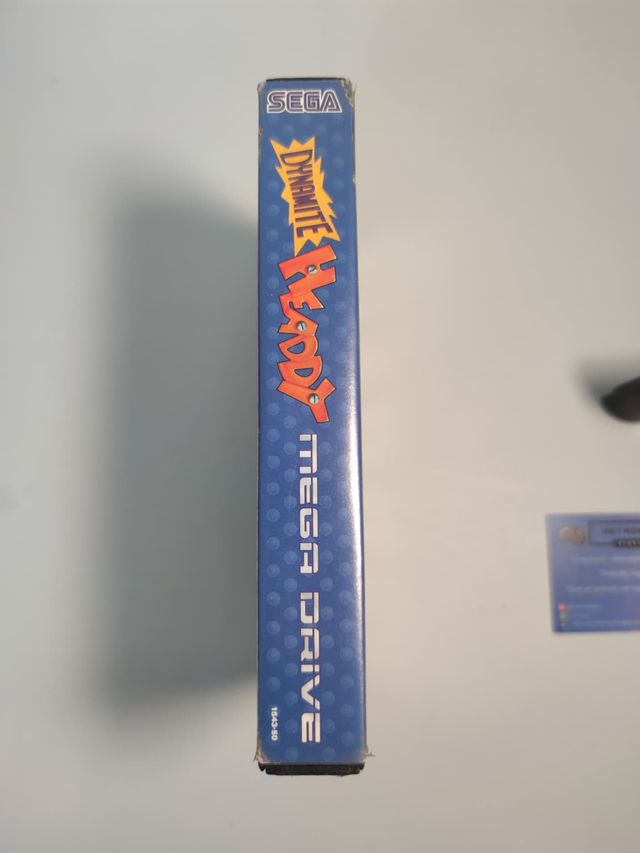 SEGA
DYNAMITE
HEADDY
MEGA DRIVE
1543-50